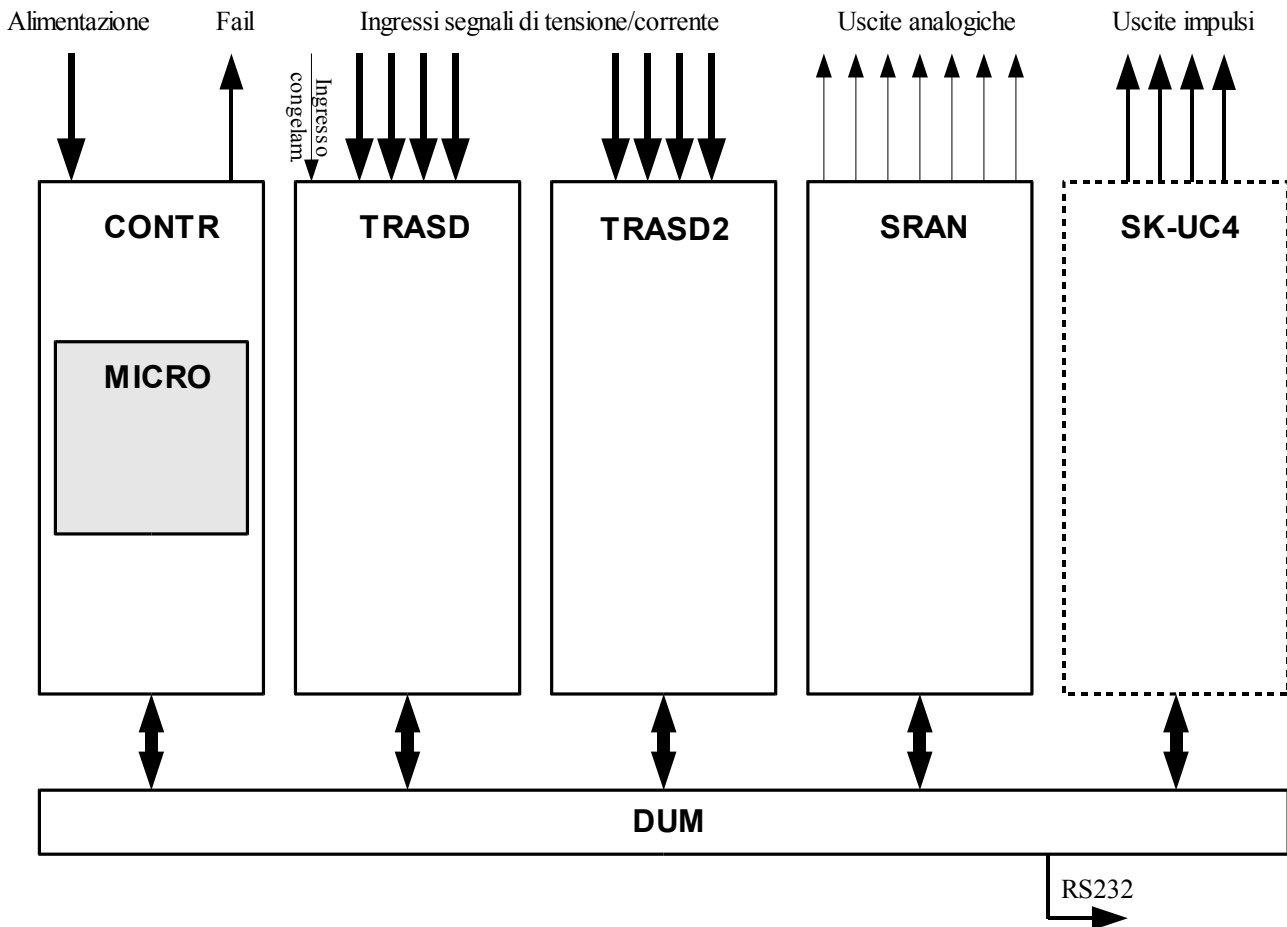 Alimentazione
Fail
Ingressi segnali di tensione/corrente
Uscite analogiche
Uscite impulsi
Ingresso
congelam.
CONTR
TRASD
TRASD2
SRAN
SK-UC4
MICRO
DUM
RS232